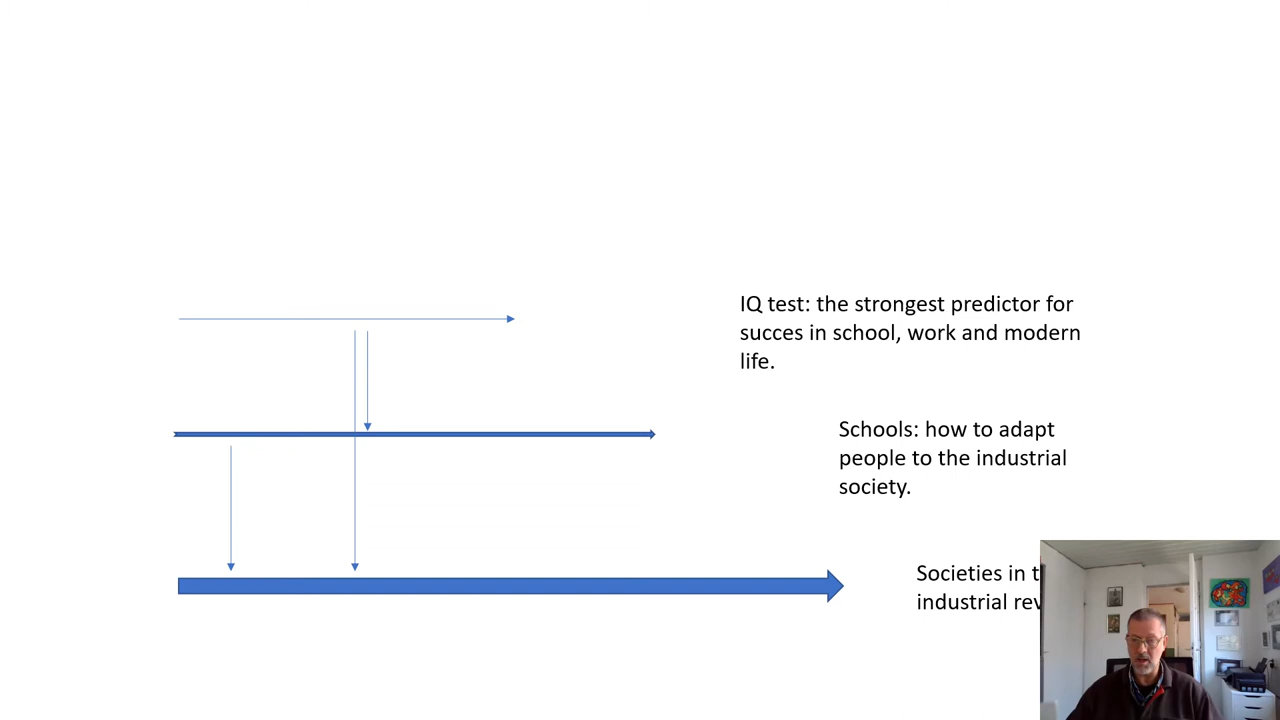 IQ test: the strongest predictor for
succes in school, work and modern
life.
Schools: how to adapt
people to the industrial
society.
Societies in
industrial